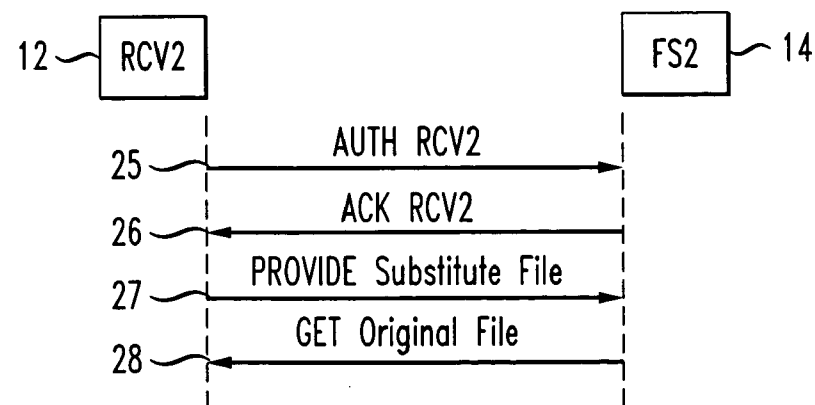 12 RCV2 FS2 14
25 AUTH RCV2
26 ACK RCV2
27 PROVIDE Substitute File
28 GET Original File